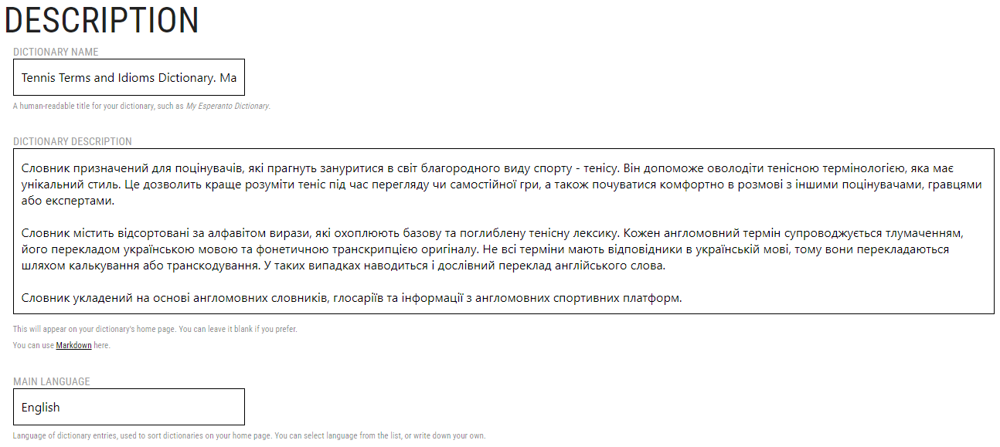 DESCRIPTION
DICTIONARY NAME
Tennis Terms and Idioms Dictionary. Ma
A human-readable title for your dictionary, such as My Esperanto Dictionary.
DICTIONARY DESCRIPTION
Словник призначений для поцінувачів, які прагнуть зануритися в світ благородного виду спорту - тенісу. Він допоможе оволодіти тенісною термінологією, яка має
унікальний стиль. Це дозволить краще розуміти теніс під час перегляду чи самостійної гри, а також почуватися комфортно в розмові з іншими поцінувачами, гравцями
або експертами.
Словник містить відсортовані за алфавітом вирази, які охоплюють базову та поглиблену тенісну лексику. Кожен англомовний термін супроводжується тлумаченням,
його перекладом українською мовою та фонетичною транскрипцією оригіналу. Не всі терміни мають відповідники в українській мові, тому вони перекладаються
шляхом калькування або транскодування. У таких випадках наводиться і дослівний переклад англійського слова.
Словник укладений на основі англомовних словників, глосаріїв та інформації з англомовних спортивних платформ.
This will appear on your dictionary's home page. You can leave it blank if you prefer.
You can use Markdown here.
MAIN LANGUAGE
English
Language of dictionary entries, used to sort dictionaries on your home page. You can select language from the list, or write down your own.